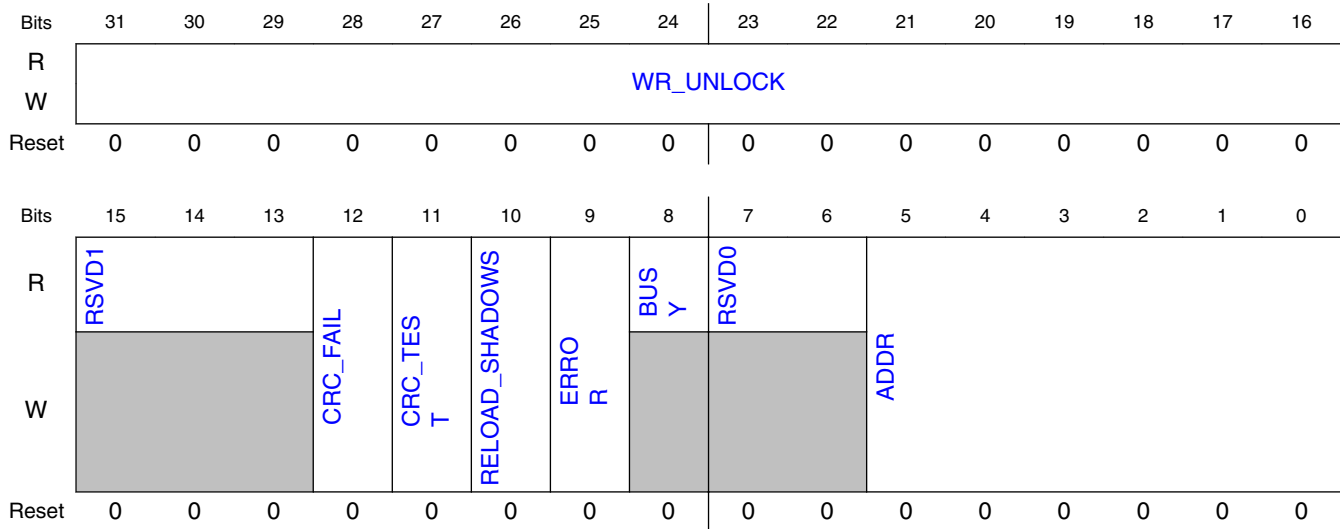 Bits 31 30 29 28 27 26 25 24 23 22 21 20 19 18 17 16
R
WR_UNLOCK
W
Reset 0 0 0 0 0 0 0 0 0 0 0 0 0 0 0 0
Bits 15 14 13 12 11 10 9 8 7 6 5 4 3 2 1 0
R
RSVD1
CRC_FAIL
CRC_TES
T
RELOAD_SHADOWS
ERRO
R
BUS
Y
RSVD0
ADDR
W
Reset 0 0 0 0 0 0 0 0 0 0 0 0 0 0 0 0